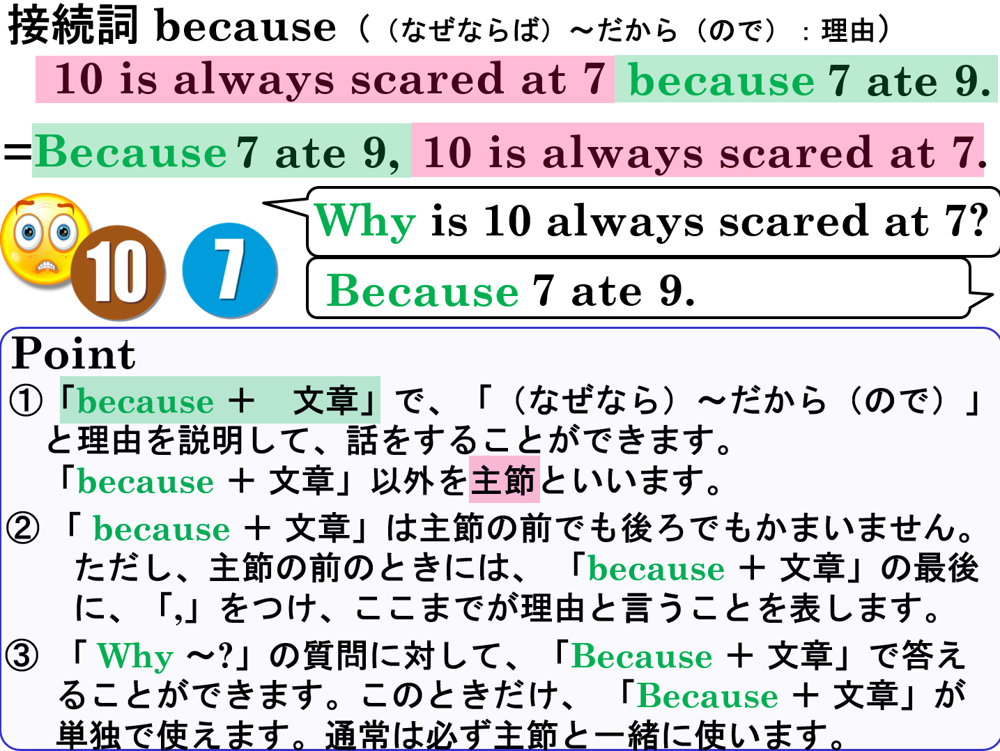 接続詞 because（（なぜならば）～だから（ので）：理由）
10 is always scared at 7 because 7 ate 9.
=Because 7 ate 9, 10 is always scared at 7.
Why is 10 always scared at 7?
10 7
Because 7 ate 9.
Point
① 「because ＋　文章」で、「（なぜなら）～だから（ので）」
と理由を説明して、話をすることができます。
「because ＋ 文章」以外を主節といいます。
② 「 because ＋ 文章」は主節の前でも後ろでもかまいません。
ただし、主節の前のときには、 「because ＋ 文章」の最後
に、「,」をつけ、ここまでが理由と言うことを表します。
③ 「 Why ～?」の質問に対して、「Because ＋ 文章」で答え
ることができます。このときだけ、 「Because ＋ 文章」が
単独で使えます。通常は必ず主節と一緒に使います。